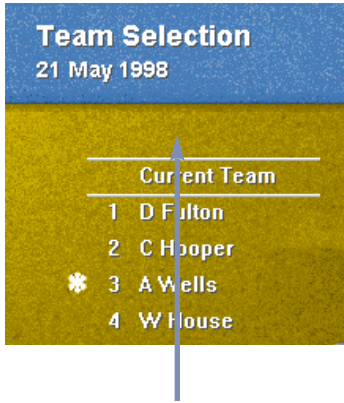 Team Selection
21 May 1998
Current Team
1 D Fulton
2 C Hooper
* 3 A Wells
4 W House